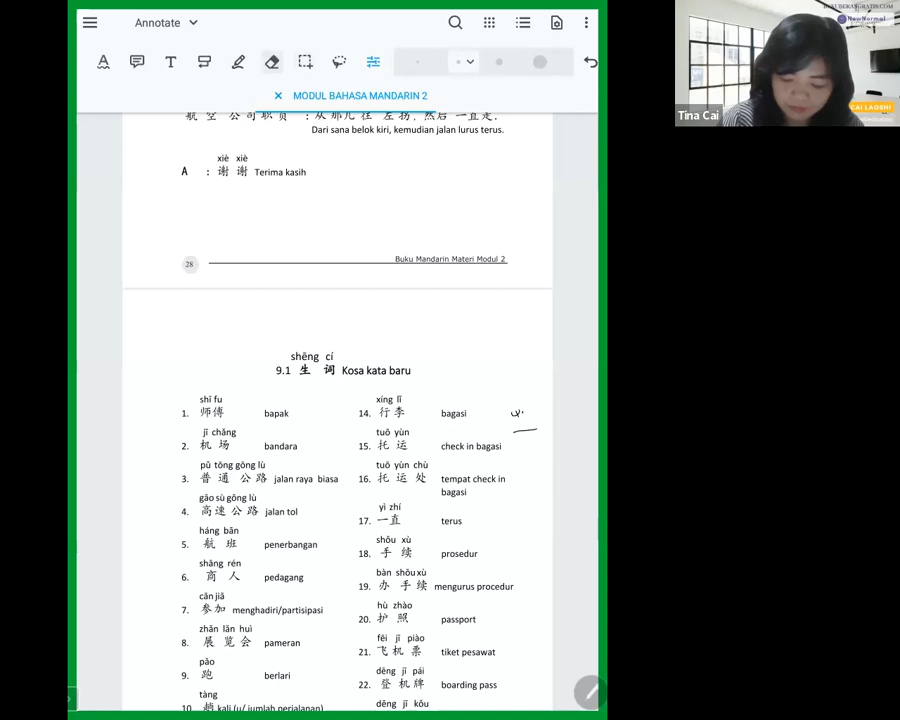 Annotate
MODUL BAHASA MANDARIN 2
航 空 公 司 职 员 : 从 那 儿 往 左 拐, 然后 一直 走.
Dari sana belok kiri, kemudian jalan lurus terus.
xiè xiè
A : 谢 谢 Terima kasih
28 Buku Mandarin Materi Modul 2
shēng cí
9.1 生 词 Kosa kata baru
shī fu
1. 师傅 bapak
jī chǎng
2. 机 场 bandara
pǔ tōng gōng lù
3. 普 通 公 路 jalan raya biasa
gāo sù gōng lù
4. 高速 公 路 jalan tol
háng bān
5. 航 班 penerbangan
shāng rén
6. 商 人 pedagang
cān jiā
7. 参加 menghadiri/partisipasi
zhǎn lǎn huì
8. 展 览 会 pameran
pǎo
9. 跑 berlari
tàng
10. 趟 kali (u/ jumlah perjalanan)
xíng lǐ
14. 行 李 bagasi
tuō yùn
15. 托 运 check in bagasi
tuō yùn chù
16. 托 运 处 tempat check in
bagasi
yì zhí
17. 一直 terus
shǒu xù
18. 手 续 prosedur
bàn shǒu xù
19. 办 手 续 mengurus procedur
hù zhào
20. 护 照 passport
fēi jī piào
21. 飞 机 票 tiket pesawat
dēng jī pái
22. 登 机 牌 boarding pass
dēng jī kǒu
NewNormal
CAI LAOSHI
Tina Cai